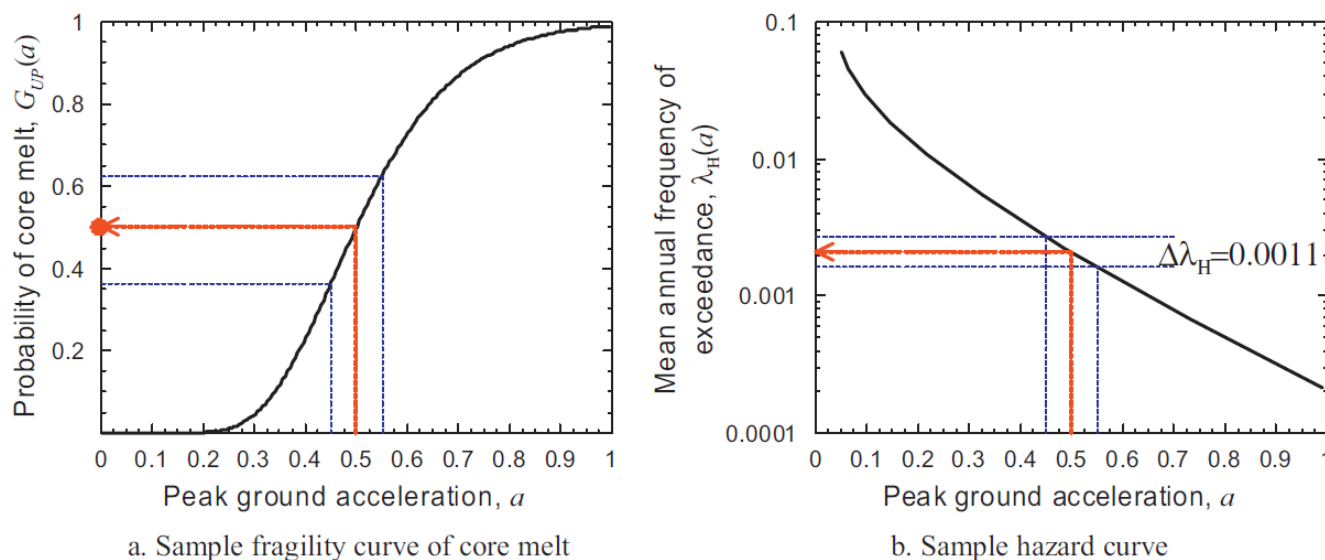 Probability of core melt, G_UP(a)
1
0.8
0.6
0.4
0.2
0 0.1 0.2 0.3 0.4 0.5 0.6 0.7 0.8 0.9 1
Peak ground acceleration, a
a. Sample fragility curve of core melt
Mean annual frequency of
exceedance, λ_H(a)
0.1
0.01
0.001
0.0001
ΔλH=0.0011
0 0.1 0.2 0.3 0.4 0.5 0.6 0.7 0.8 0.9 1
Peak ground acceleration, a
b. Sample hazard curve